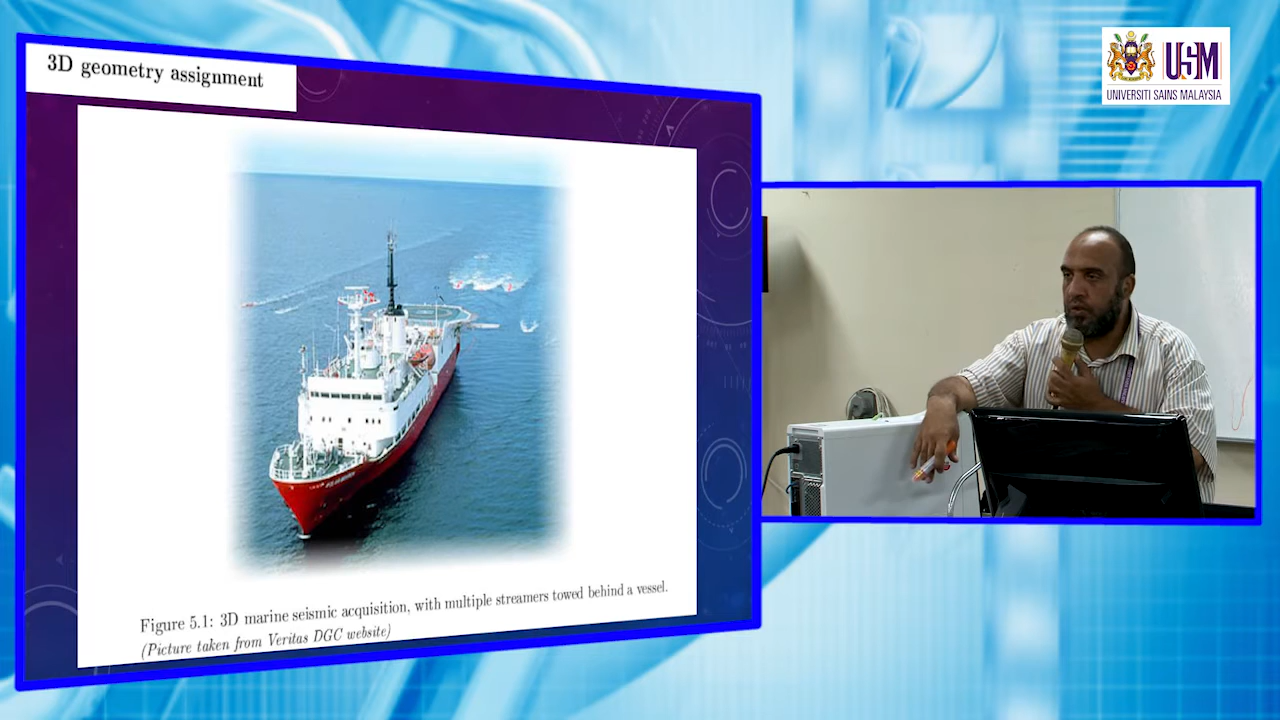 3D geometry assignment
Figure 5.1: 3D marine seismic acquisition, with multiple streamers towed behind a vessel.
(Picture taken from Veritas DGC website)
USM
UNIVERSITI SAINS MALAYSIA